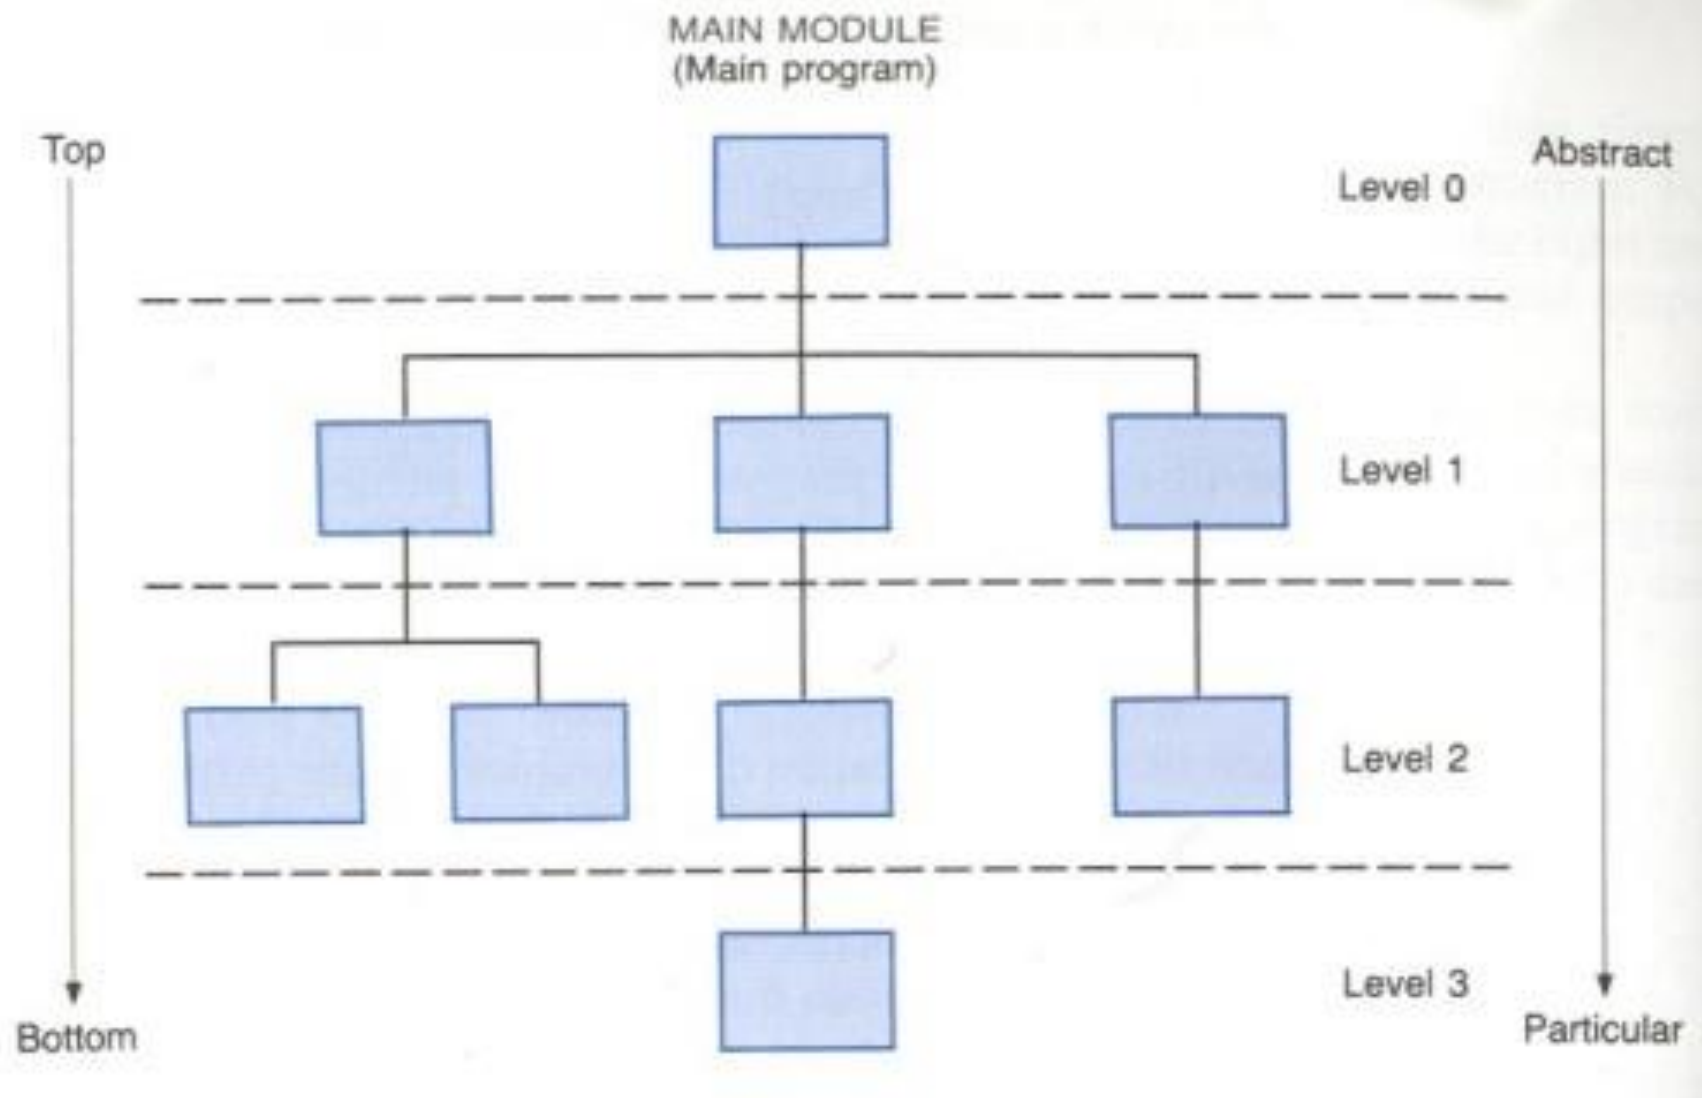 MAIN MODULE
(Main program)
Top
Abstract
Level 0
Level 1
Level 2
Level 3
Bottom
Particular